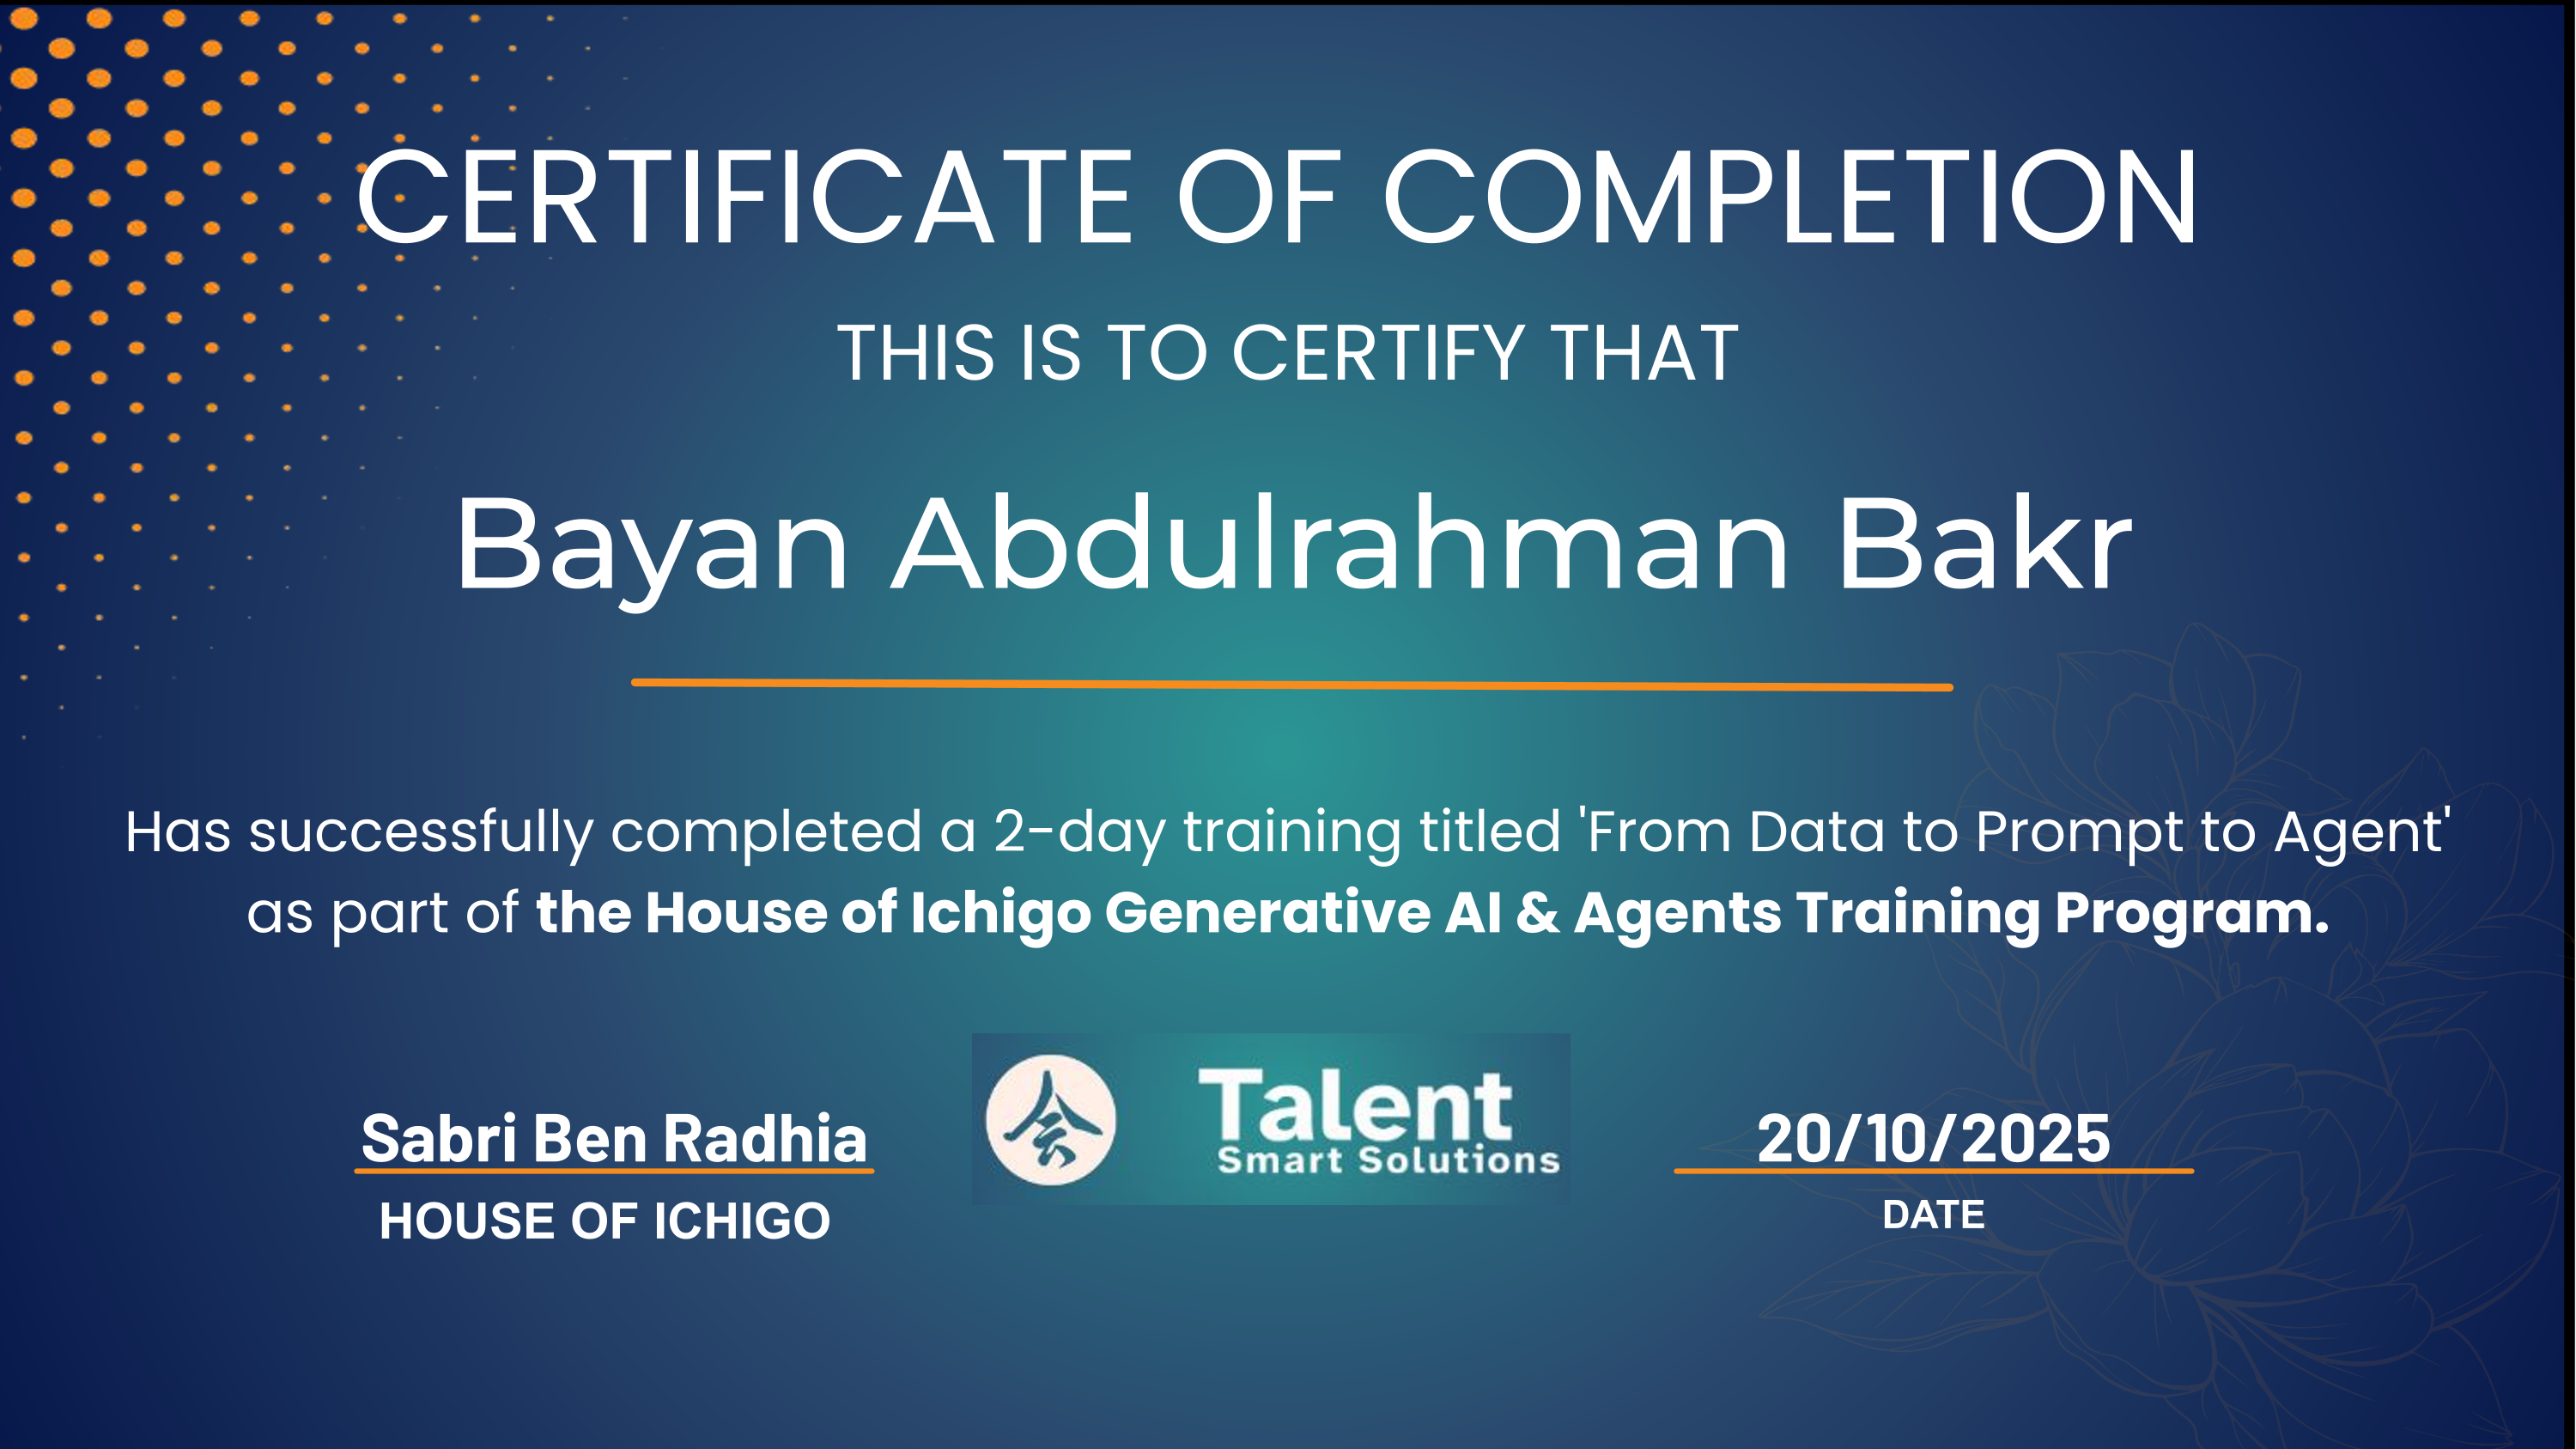 CERTIFICATE OF COMPLETION
THIS IS TO CERTIFY THAT
Bayan Abdulrahman Bakr
Has successfully completed a 2-day training titled 'From Data to Prompt to Agent'
as part of the House of Ichigo Generative AI & Agents Training Program.
Sabri Ben Radhia
HOUSE OF ICHIGO
Talent
Smart Solutions
20/10/2025
DATE